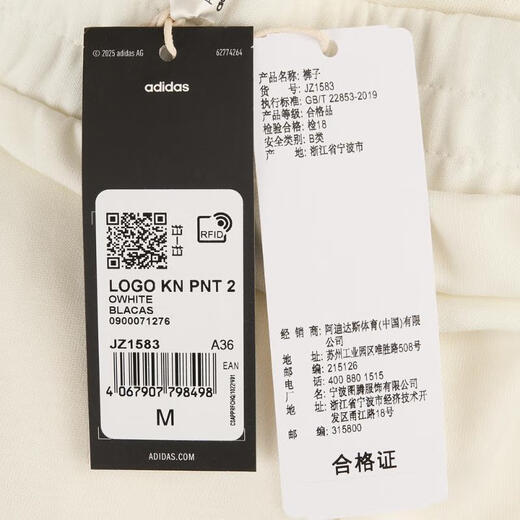 © 2025 adidas AG 62774264
adidas
RFID
LOGO KN PNT 2
OWHITE
BLACAS
0900071276
JZ1583 A36
EAN
4 067907 798498
M
ADIDAS.COM
产品名称: 裤子
货 号: JZ1583
执行标准: GB/T 22853-2019
产品等级: 合格品
检验合格: 检18
安全类别: B类
产 地: 浙江省宁波市
经 销 商: 阿迪达斯体育(中国)有限
公司
地 址: 苏州工业园区唯胜路508号
邮 编: 215126
电 话: 400 880 1515
厂 名: 宁波图腾服饰有限公司
厂 址: 浙江省宁波市经济技术开
发区甬江路18号
邮 编: 315800
合格证